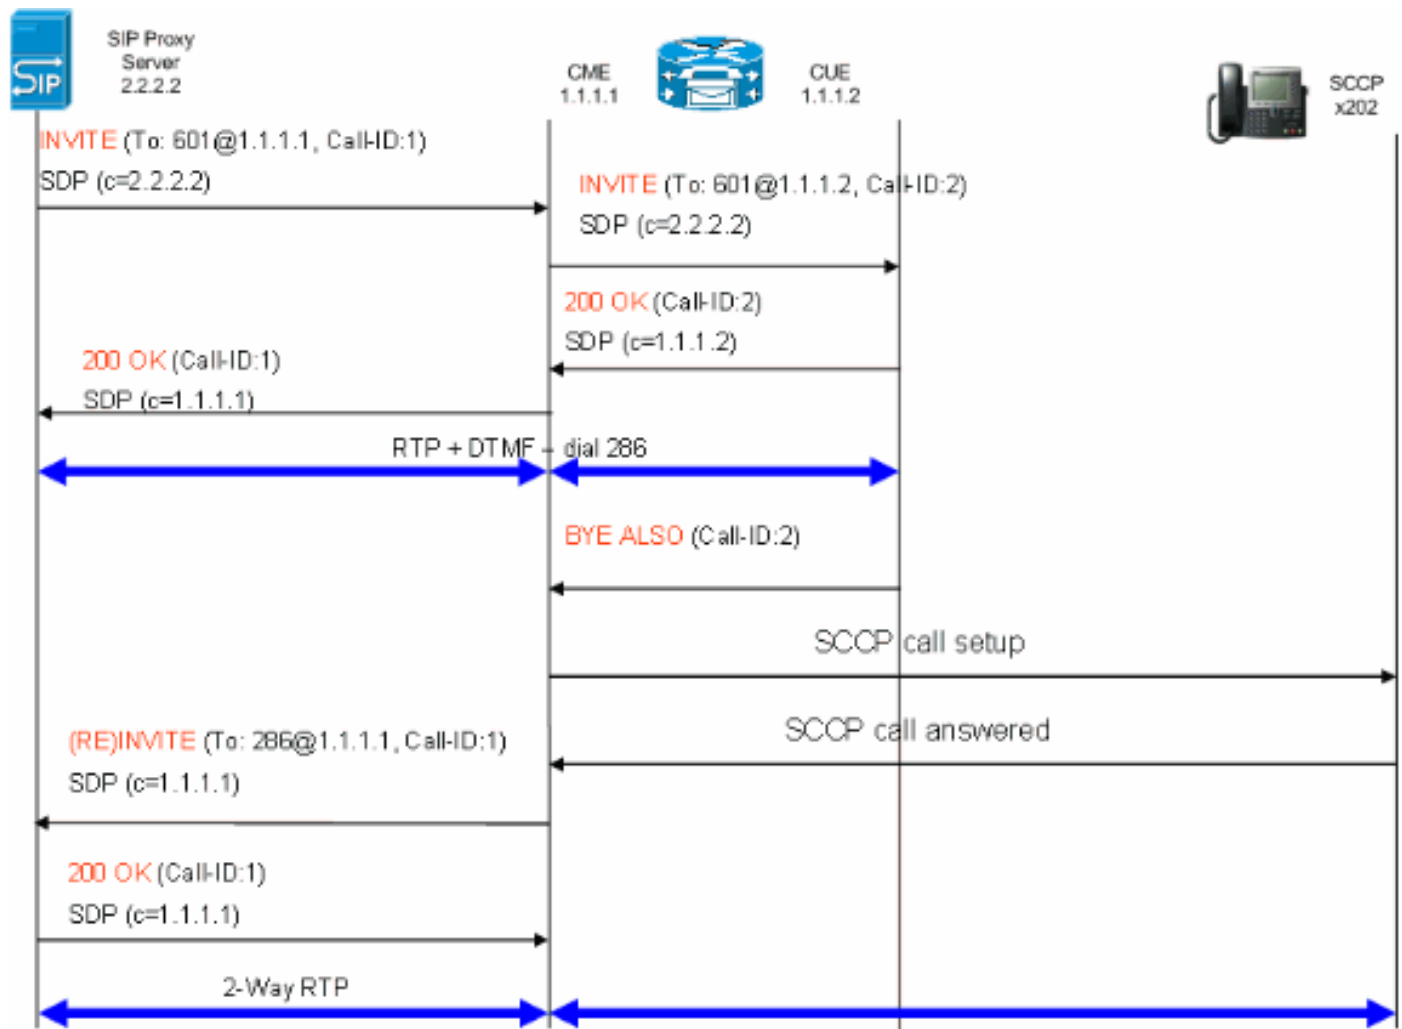 SIP Proxy
Server
2.2.2.2
SIP
CME
1.1.1.1
CUE
1.1.1.2
SCCP
x202
INVITE (To: 601@1.1.1.1, Call-ID:1)
SDP (c=2.2.2.2)
INVITE (To: 601@1.1.1.2, Call-ID:2)
SDP (c=2.2.2.2)
200 OK (Call-ID:2)
SDP (c=1.1.1.2)
200 OK (Call-ID:1)
SDP (c=1.1.1.1)
RTP + DTMF – dial 286
BYE ALSO (Call-ID:2)
SCCP call setup
SCCP call answered
(RE)INVITE (To: 286@1.1.1.1, Call-ID:1)
SDP (c=1.1.1.1)
200 OK (Call-ID:1)
SDP (c=1.1.1.1)
2-Way RTP